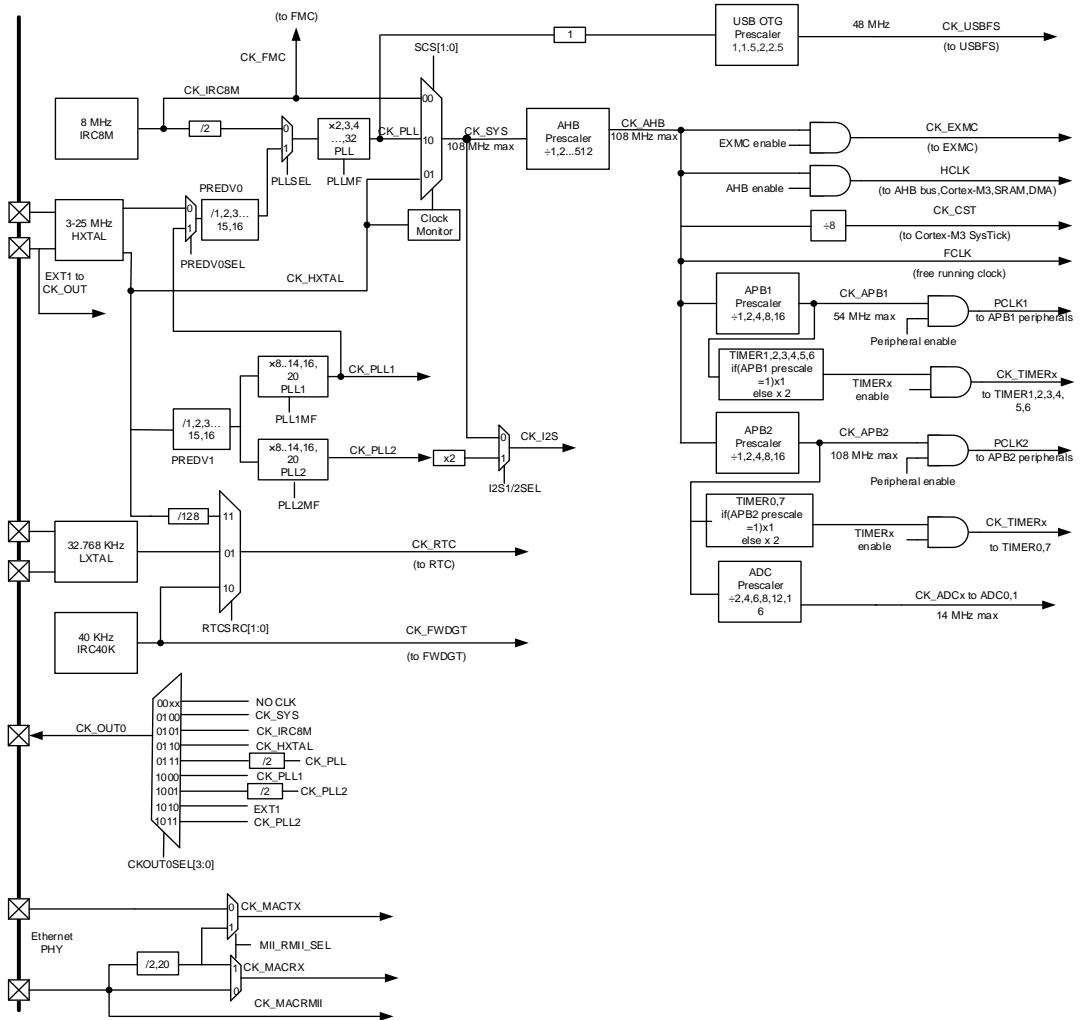 (to FMC)
CK_FMC
SCS[1:0]
1
USB OTG
Prescaler
1,1.5,2,2.5
48 MHz
CK_USBFS
(to USBFS)
8 MHz
IRC8M
CK_IRC8M
/2
0
1
PLLSEL
×2,3,4
...,32
PLL
PLLMF
CK_PLL
00
10
01
CK_SYS
108 MHz max
AHB
Prescaler
÷1,2...512
CK_AHB
108 MHz max
EXMC enable
CK_EXMC
(to EXMC)
AHB enable
HCLK
(to AHB bus,Cortex-M3,SRAM,DMA)
÷8
CK_CST
(to Cortex-M3 SysTick)
FCLK
(free running clock)
3-25 MHz
HXTAL
PREDV0
0
1
/1,2,3...
15,16
PREDV0SEL
Clock
Monitor
CK_HXTAL
EXT1 to
CK_OUT
APB1
Prescaler
÷1,2,4,8,16
CK_APB1
54 MHz max
Peripheral enable
PCLK1
to APB1 peripherals
TIMER1,2,3,4,5,6
if(APB1 prescale
=1)x1
else x 2
TIMERx
enable
CK_TIMERx
to TIMER1,2,3,4,
5,6
×8..14,16,
20
PLL1
CK_PLL1
PLL1MF
/1,2,3...
15,16
PREDV1
×8..14,16,
20
PLL2
PLL2MF
CK_PLL2
x2
0
1
CK_I2S
I2S1/2SEL
APB2
Prescaler
÷1,2,4,8,16
CK_APB2
108 MHz max
Peripheral enable
PCLK2
to APB2 peripherals
TIMER0,7
if(APB2 prescale
=1)x1
else x 2
TIMERx
enable
CK_TIMERx
to TIMER0,7
ADC
Prescaler
÷2,4,6,8,12,1
6
CK_ADCx to ADC0,1
14 MHz max
/128
11
01
10
32.768 KHz
LXTAL
CK_RTC
(to RTC)
RTCSRC[1:0]
40 KHz
IRC40K
CK_FWDGT
(to FWDGT)
CK_OUT0
00xx NO CLK
0100 CK_SYS
0101 CK_IRC8M
0110 CK_HXTAL
0111 /2 CK_PLL
1000 CK_PLL1
1001 /2 CK_PLL2
1010 EXT1
1011 CK_PLL2
CKOUT0SEL[3:0]
Ethernet
PHY
0
1
CK_MACTX
MII_RMII_SEL
/2,20
1
0
CK_MACRX
CK_MACRMII